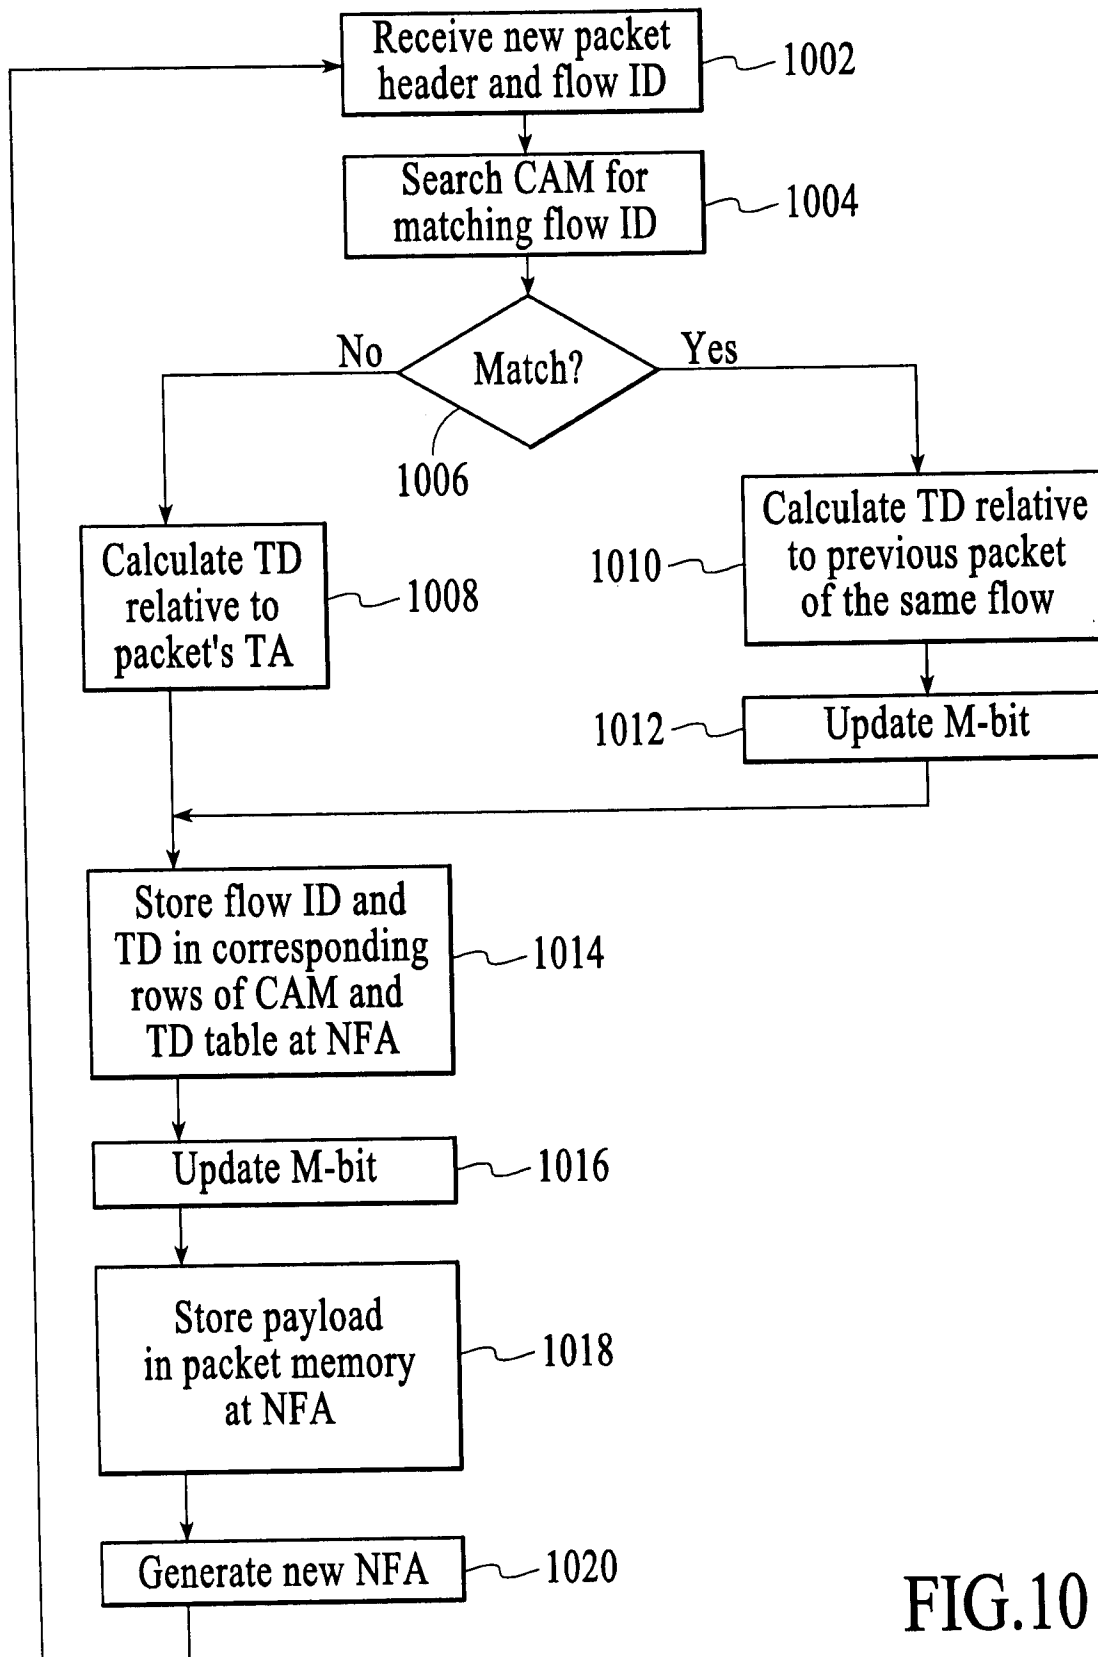 Receive new packet
header and flow ID
1002
Search CAM for
matching flow ID
1004
No
Match?
Yes
1006
Calculate TD
relative to
packet's TA
1008
Calculate TD relative
to previous packet
of the same flow
1010
Update M-bit
1012
Store flow ID and
TD in corresponding
rows of CAM and
TD table at NFA
1014
Update M-bit
1016
Store payload
in packet memory
at NFA
1018
Generate new NFA
1020
FIG.10